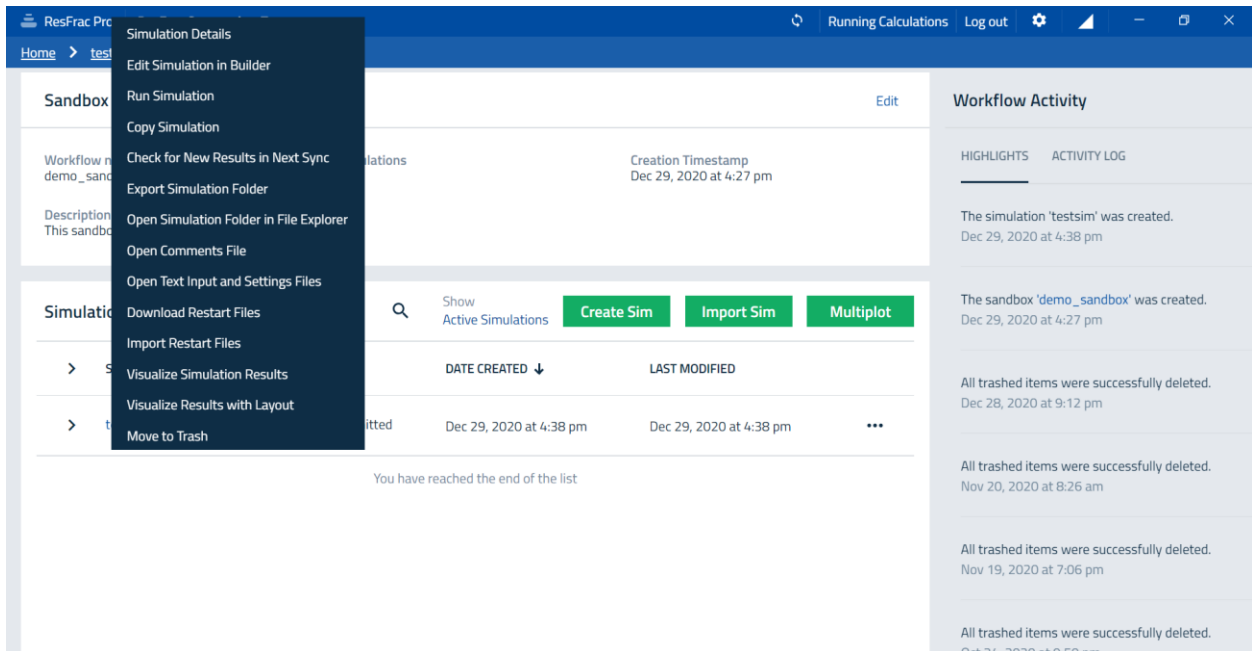 ResFrac Pro
Running Calculations
Log out
Home > test
Simulation Details
Edit Simulation in Builder
Run Simulation
Copy Simulation
Check for New Results in Next Sync
Export Simulation Folder
Open Simulation Folder in File Explorer
Open Comments File
Open Text Input and Settings Files
Download Restart Files
Import Restart Files
Visualize Simulation Results
Visualize Results with Layout
Move to Trash
Sandbox
Edit
Workflow n
demo_sand
lations
Creation Timestamp
Dec 29, 2020 at 4:27 pm
Description
This sandbo
Simulatio
Show
Active Simulations
Create Sim
Import Sim
Multiplot
S
DATE CREATED
LAST MODIFIED
itted
Dec 29, 2020 at 4:38 pm
Dec 29, 2020 at 4:38 pm
You have reached the end of the list
Workflow Activity
HIGHLIGHTS
ACTIVITY LOG
The simulation 'testsim' was created.
Dec 29, 2020 at 4:38 pm
The sandbox 'demo_sandbox' was created.
Dec 29, 2020 at 4:27 pm
All trashed items were successfully deleted.
Dec 28, 2020 at 9:12 pm
All trashed items were successfully deleted.
Nov 20, 2020 at 8:26 am
All trashed items were successfully deleted.
Nov 19, 2020 at 7:06 pm
All trashed items were successfully deleted.